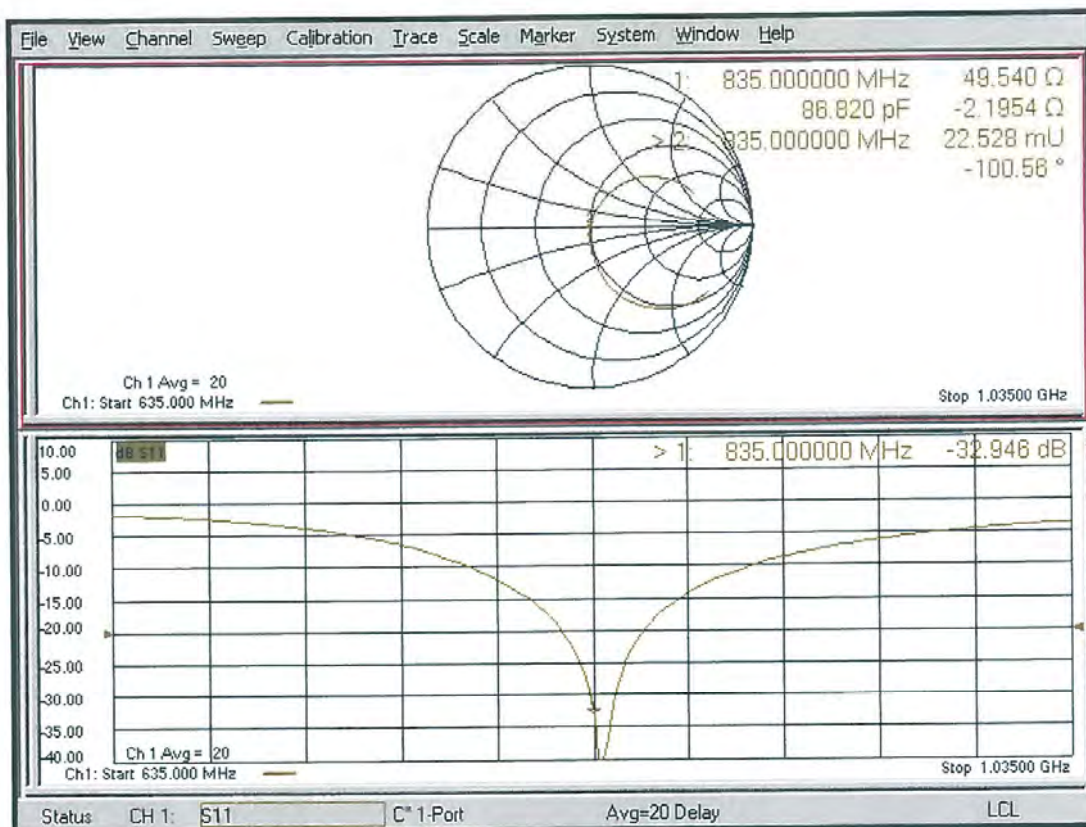 File View Channel Sweep Calibration Trace Scale Marker System Window Help
1: 835.000000 MHz 49.540 Ω
86.820 pF -2.1954 Ω
> 2: 835.000000 MHz 22.528 mU
-100.56 °
Ch 1 Avg = 20
Ch1: Start 635.000 MHz
Stop 1.03500 GHz
10.00
dB S11
> 1: 835.000000 MHz -32.946 dB
5.00
0.00
-5.00
-10.00
-15.00
-20.00
-25.00
-30.00
-35.00
-40.00
Ch 1 Avg = 20
Ch1: Start 635.000 MHz
Stop 1.03500 GHz
Status CH 1: S11 C* 1-Port Avg=20 Delay LCL